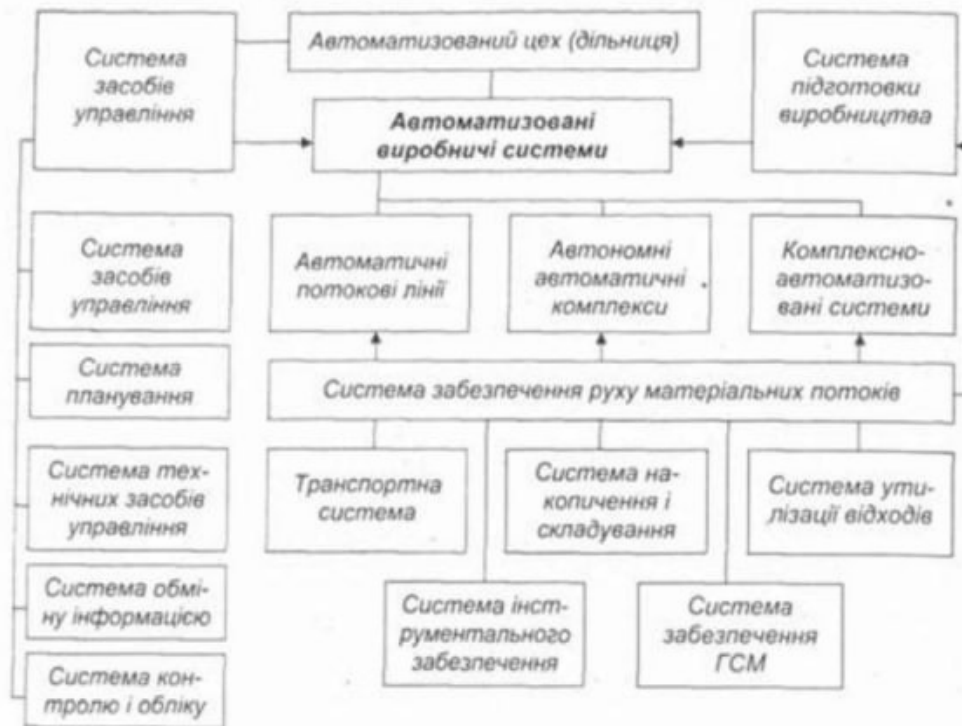 Автоматизований цех (дільниця)
Система
засобів
управління
Система
підготовки
виробництва
Автоматизовані
виробничі системи
Система
засобів
управління
Автоматичні
потокові лінії
Автономні
автоматичні
комплекси
Комплексно-
автоматизо-
вані системи
Система
планування
Система забезпечення руху матеріальних потоків
Система тех-
нічних засобів
управління
Транспортна
система
Система на-
копичення і
складування
Система ути-
лізації відходів
Система обмі-
ну інформацією
Система інст-
рументального
забезпечення
Система
забезпечення
ГСМ
Система кон-
тролю і обліку